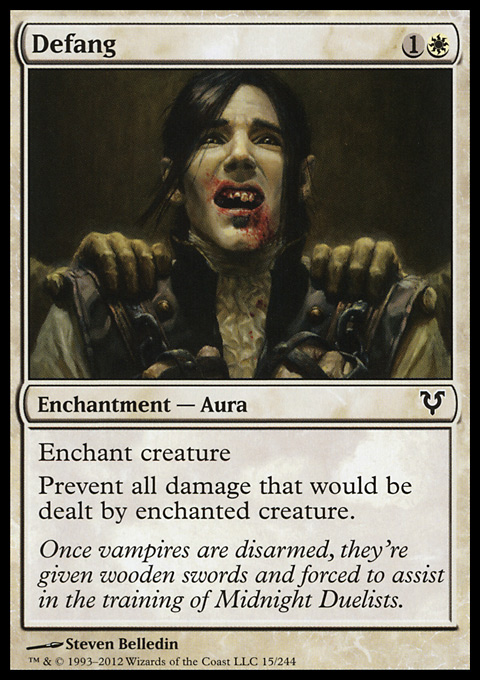 Defang 1
Enchantment — Aura
Enchant creature
Prevent all damage that would be
dealt by enchanted creature.
Once vampires are disarmed, they're
given wooden swords and forced to assist
in the training of Midnight Duelists.
Steven Belledin
™ & © 1993–2012 Wizards of the Coast LLC 15/244